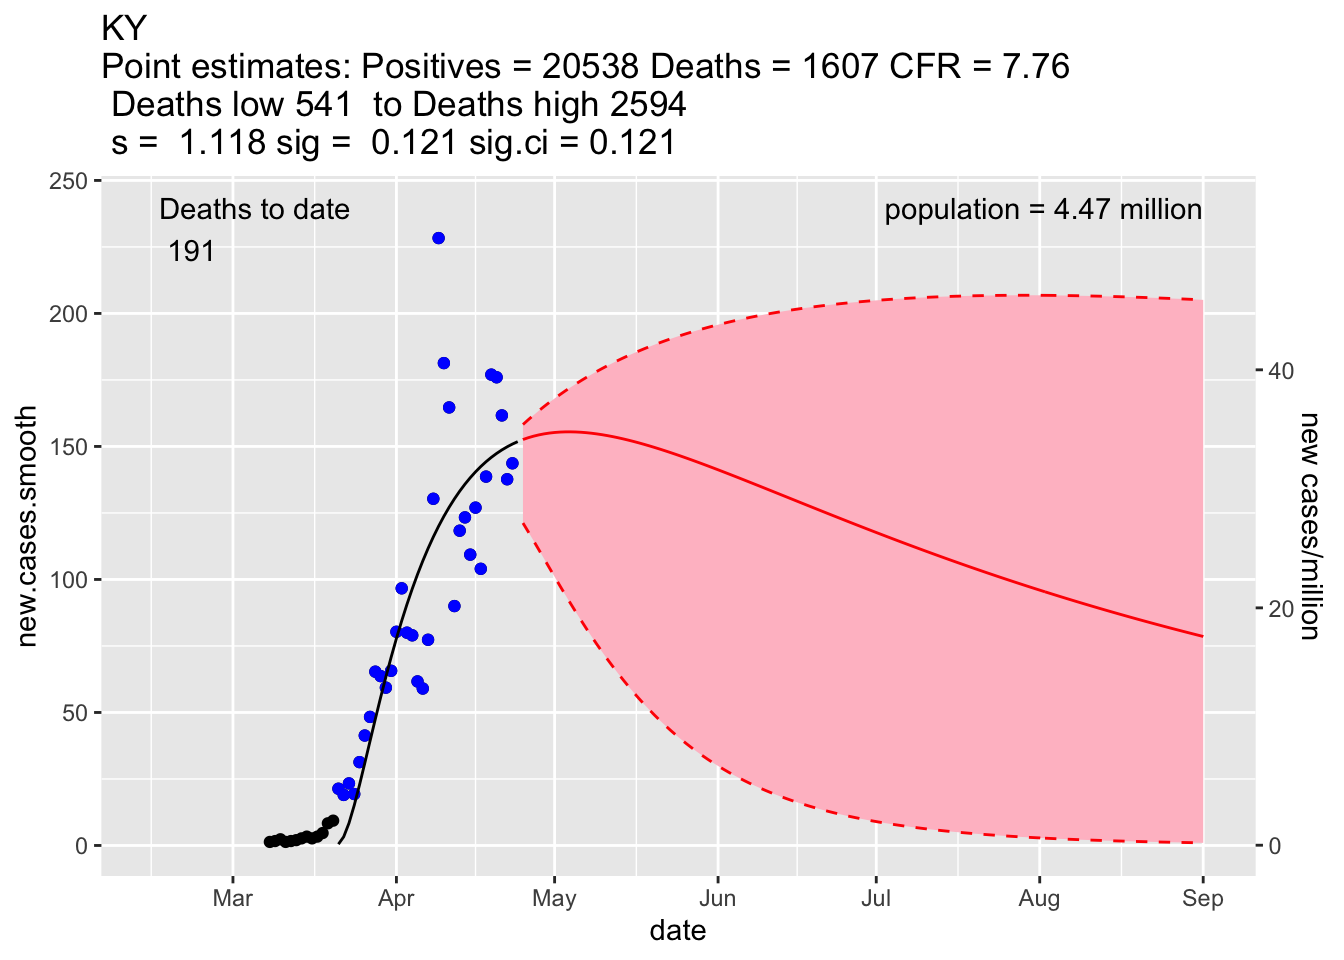 KY
Point estimates: Positives = 20538 Deaths = 1607 CFR = 7.76
Deaths low 541 to Deaths high 2594
s = 1.118 sig = 0.121 sig.ci = 0.121
Deaths to date
191
population = 4.47 million
250
200
150
100
50
0
new.cases.smooth
40
20
0
new cases/million
Mar Apr May Jun Jul Aug Sep
date